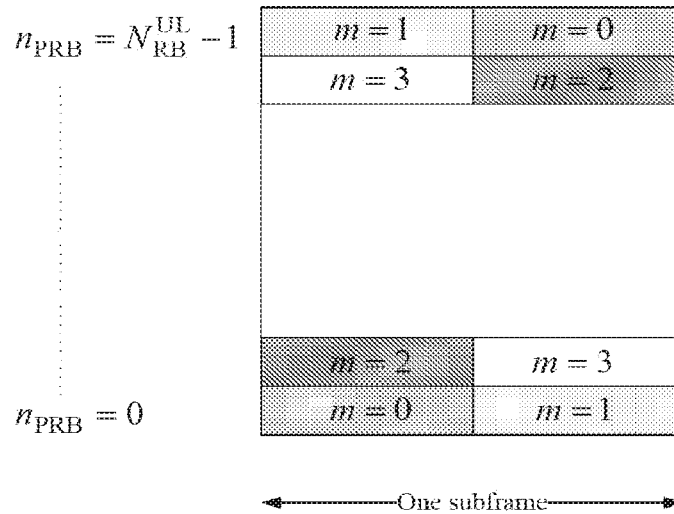 n_PRB = N_RB^UL − 1 m = 1 m = 0
m = 3 m = 2
m = 2 m = 3
n_PRB = 0 m = 0 m = 1
One subframe